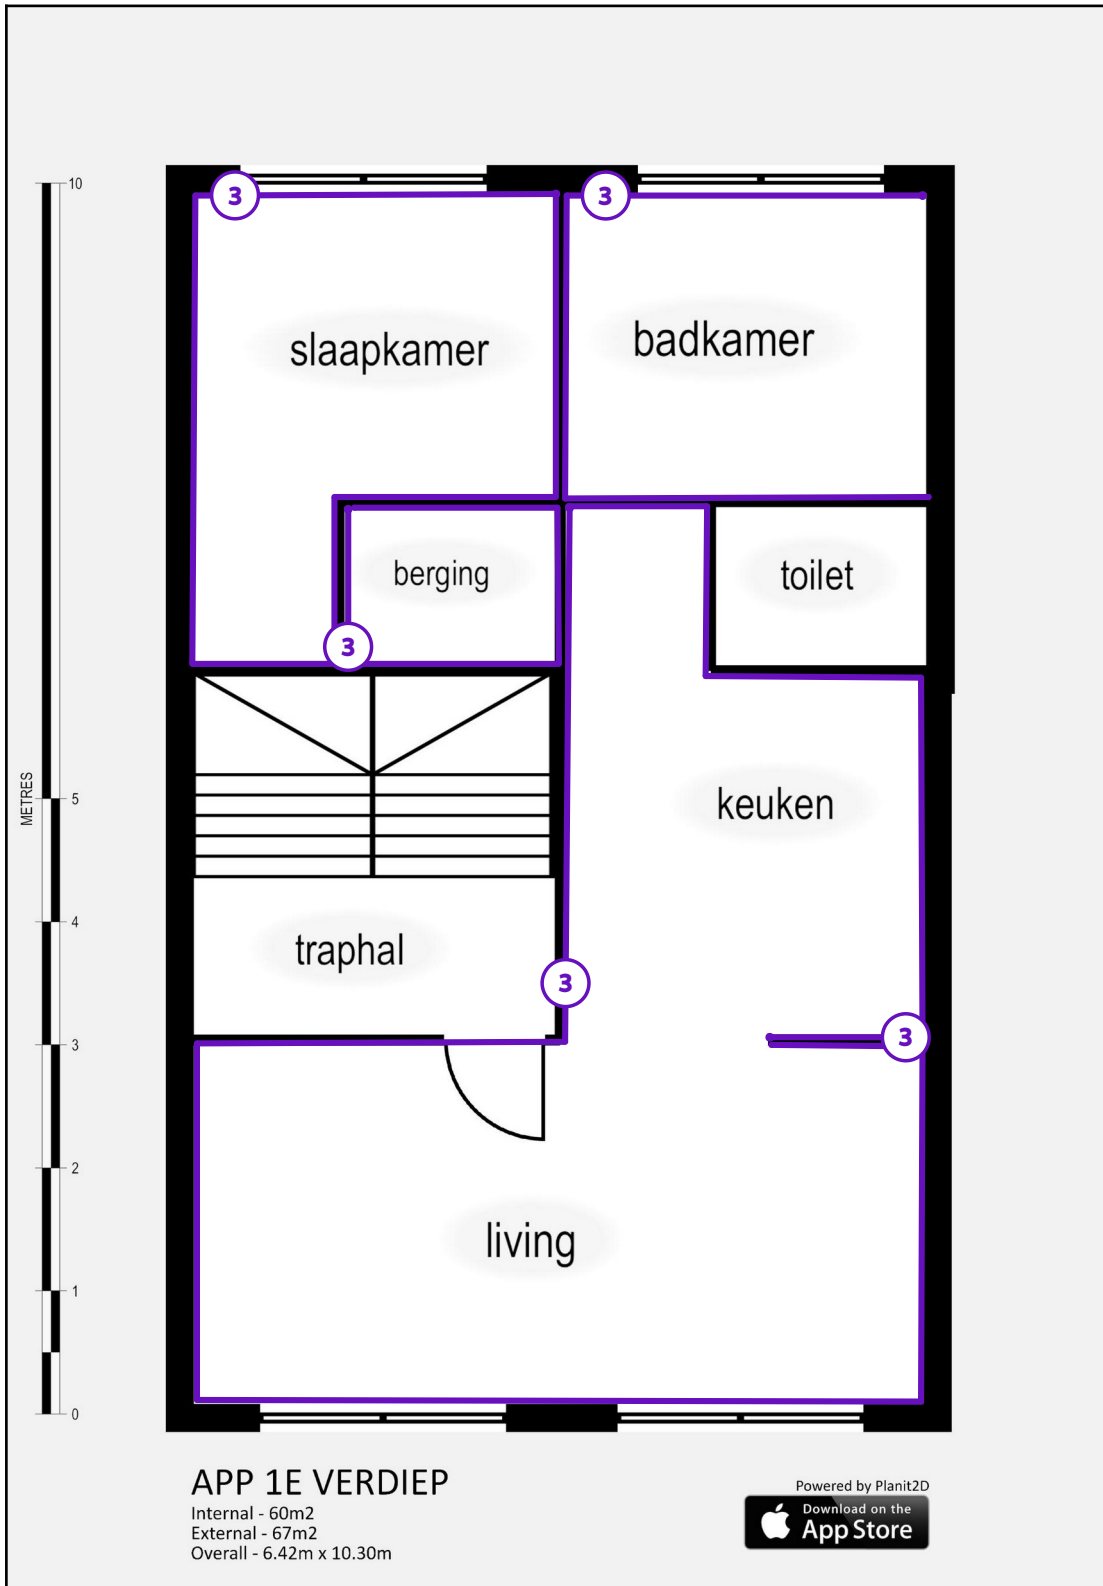 10
3
3
slaapkamer
badkamer
berging
toilet
3
METRES
5
keuken
4
traphal
3
3
3
2
living
1
0
APP 1E VERDIEP
Internal - 60m2
External - 67m2
Overall - 6.42m x 10.30m
Powered by Planit2D
Download on the
App Store